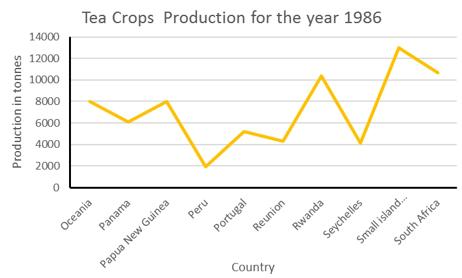 Tea Crops Production for the year 1986
Production in tonnes
14000
12000
10000
8000
6000
4000
2000
0
Oceania
Panama
Papua New Guinea
Peru
Portugal
Reunion
Rwanda
Seychelles
Small island...
South Africa
Country